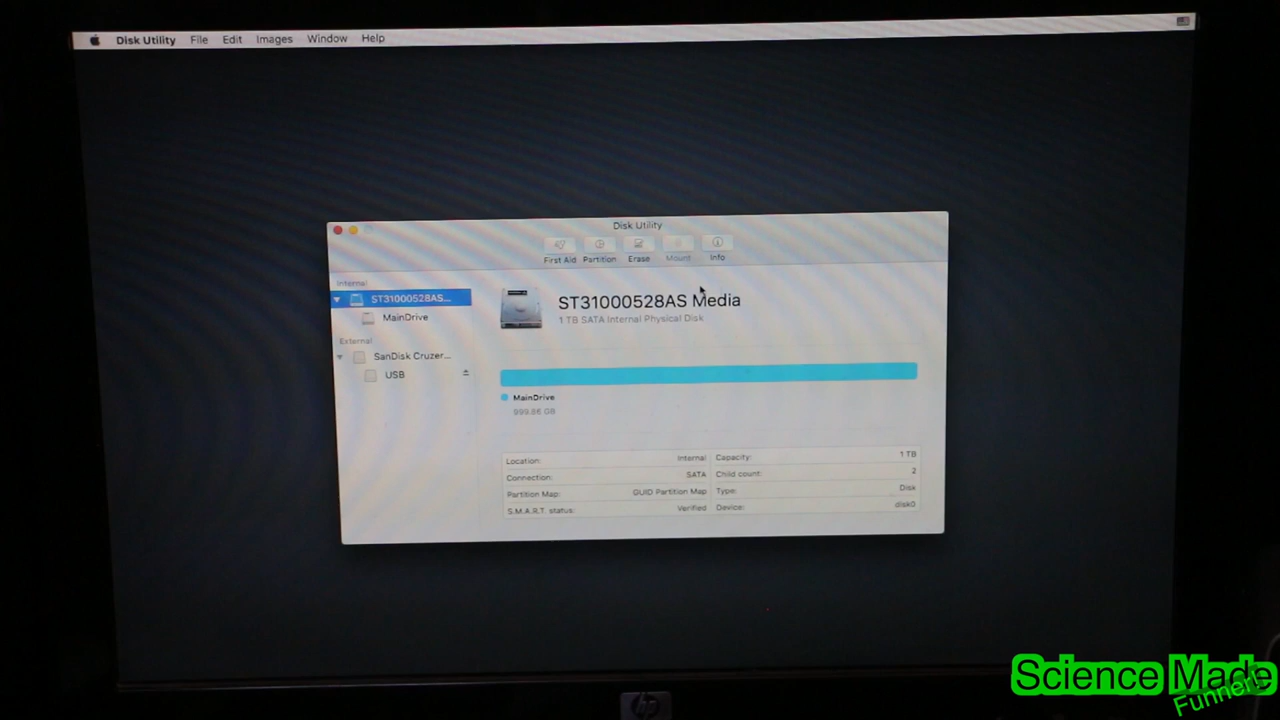 Disk Utility File Edit Images Window Help
Disk Utility
First Aid Partition Erase Mount Info
Internal
ST31000528AS...
MainDrive
External
SanDisk Cruzer...
USB
ST31000528AS Media
1 TB SATA Internal Physical Disk
MainDrive
999.86 GB
Location: Internal
Connection: SATA
Partition Map: GUID Partition Map
S.M.A.R.T. status: Verified
Capacity: 1 TB
Child count: 2
Type: Disk
Device: disk0
hp
Science Made
Funner!